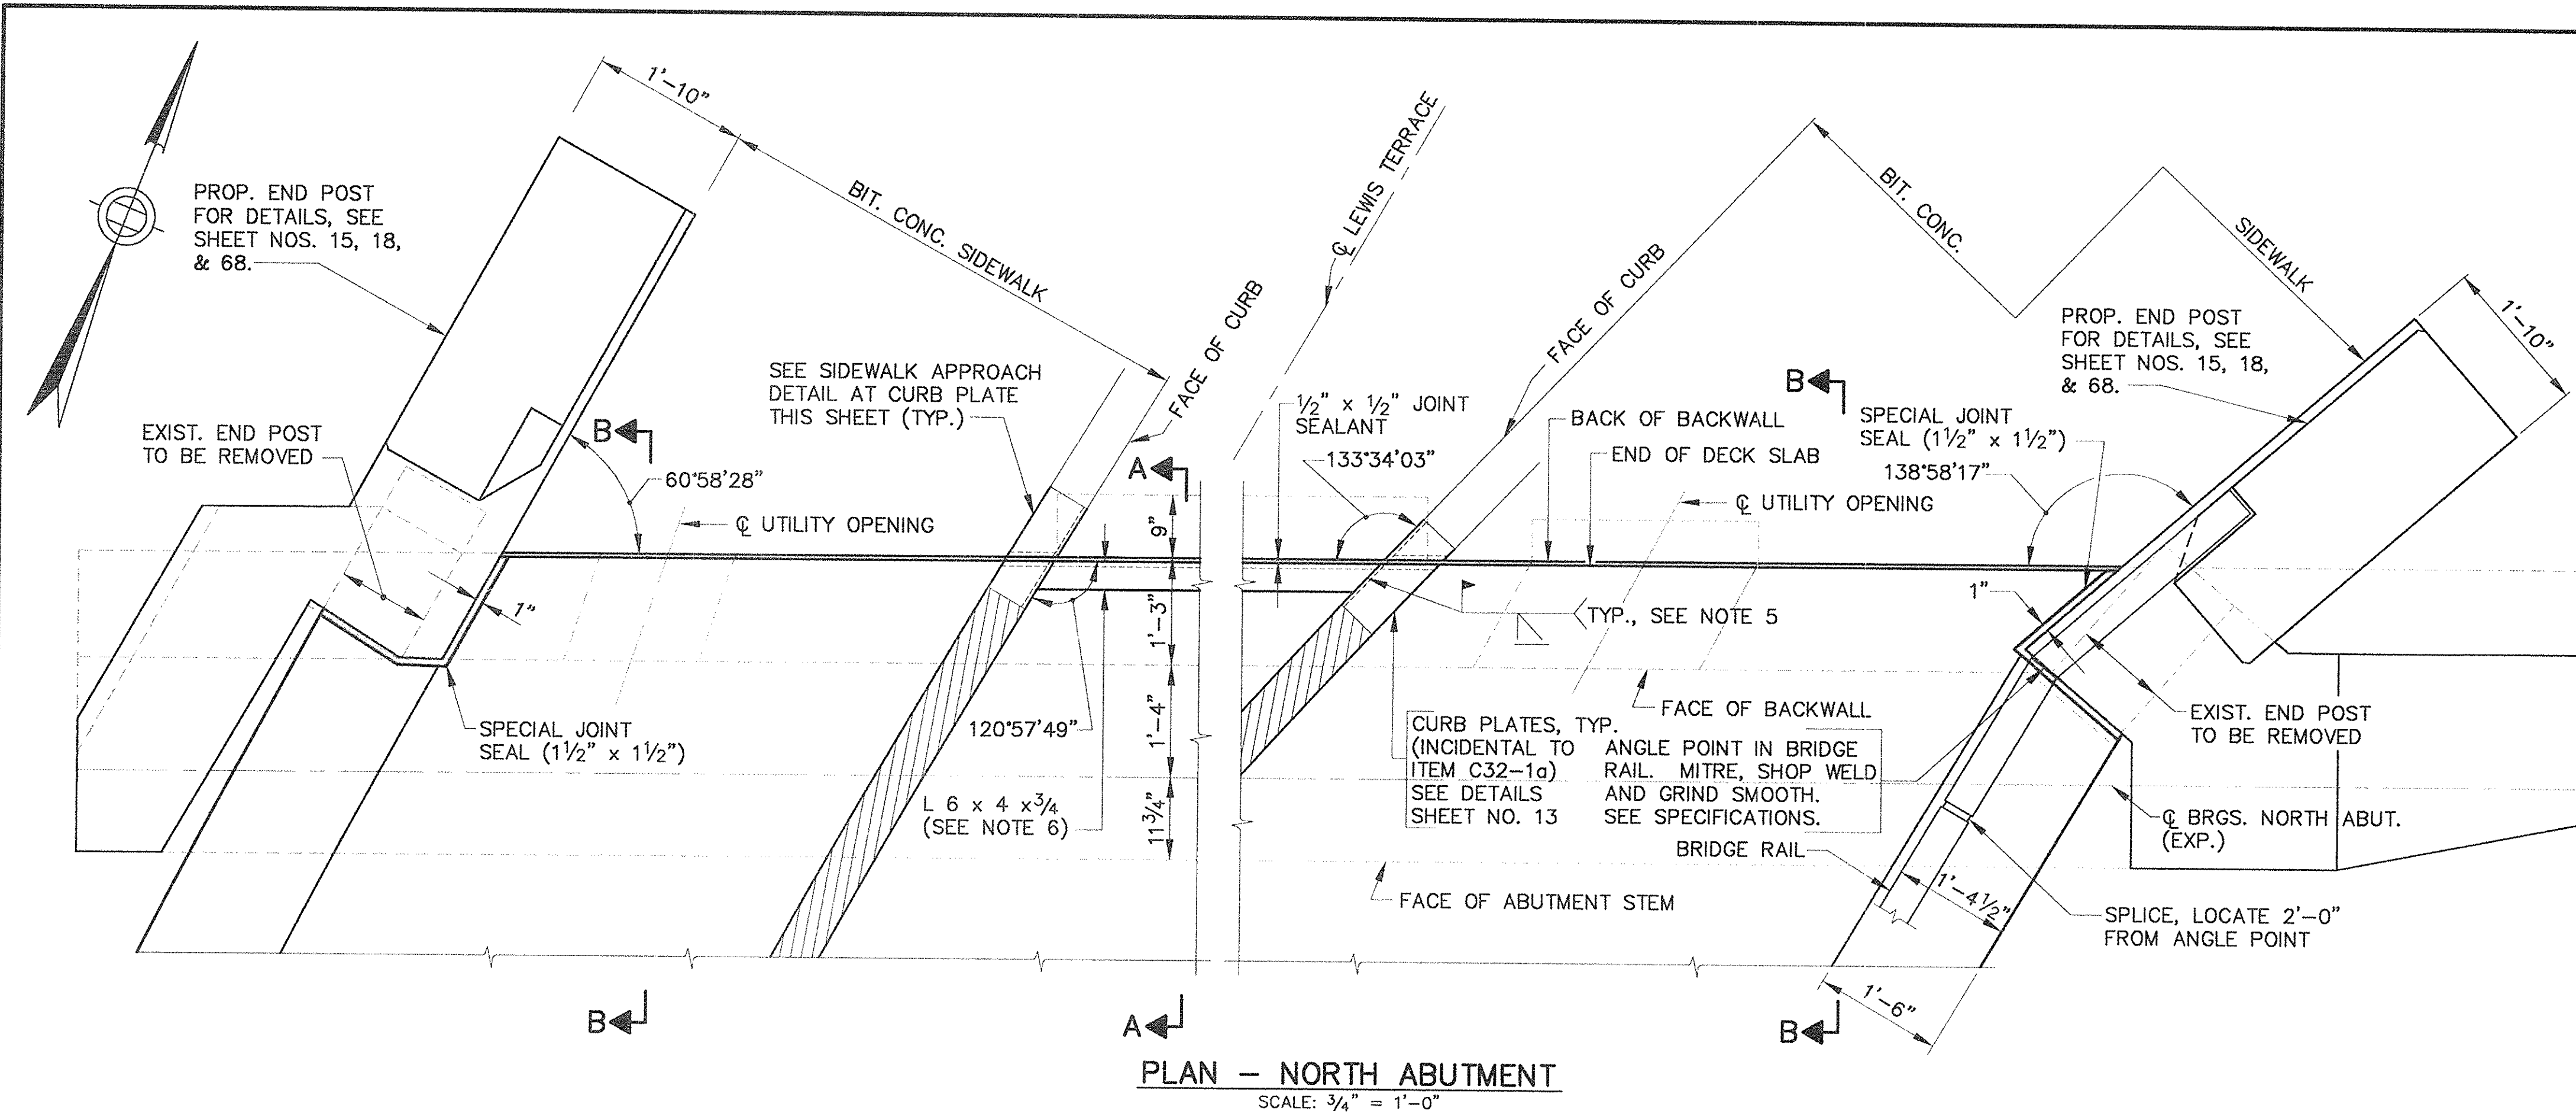 1'-10"
PROP. END POST
FOR DETAILS, SEE
SHEET NOS. 15, 18,
& 68.
BIT. CONC. SIDEWALK
FACE OF CURB
℄ LEWIS TERRACE
FACE OF CURB
BIT. CONC.
SIDEWALK
1'-10"
PROP. END POST
FOR DETAILS, SEE
SHEET NOS. 15, 18,
& 68.
EXIST. END POST
TO BE REMOVED
B
60°58'28"
℄ UTILITY OPENING
SEE SIDEWALK APPROACH
DETAIL AT CURB PLATE
THIS SHEET (TYP.)
A
½" x ½" JOINT
SEALANT
133°34'03"
BACK OF BACKWALL
END OF DECK SLAB
B
SPECIAL JOINT
SEAL (1½" x 1½")
138°58'17"
℄ UTILITY OPENING
9"
1"
1'-3"
1'-4"
11¾"
1"
TYP., SEE NOTE 5
SPECIAL JOINT
SEAL (1½" x 1½")
120°57'49"
L 6 x 4 x¾
(SEE NOTE 6)
FACE OF BACKWALL
CURB PLATES, TYP.
(INCIDENTAL TO
ITEM C32-1a)
SEE DETAILS
SHEET NO. 13
ANGLE POINT IN BRIDGE
RAIL. MITRE, SHOP WELD
AND GRIND SMOOTH.
SEE SPECIFICATIONS.
EXIST. END POST
TO BE REMOVED
℄ BRGS. NORTH ABUT.
(EXP.)
BRIDGE RAIL
1'-4½"
FACE OF ABUTMENT STEM
SPLICE, LOCATE 2'-0"
FROM ANGLE POINT
1'-6"
B
A
B
PLAN - NORTH ABUTMENT
SCALE: ¾" = 1'-0"